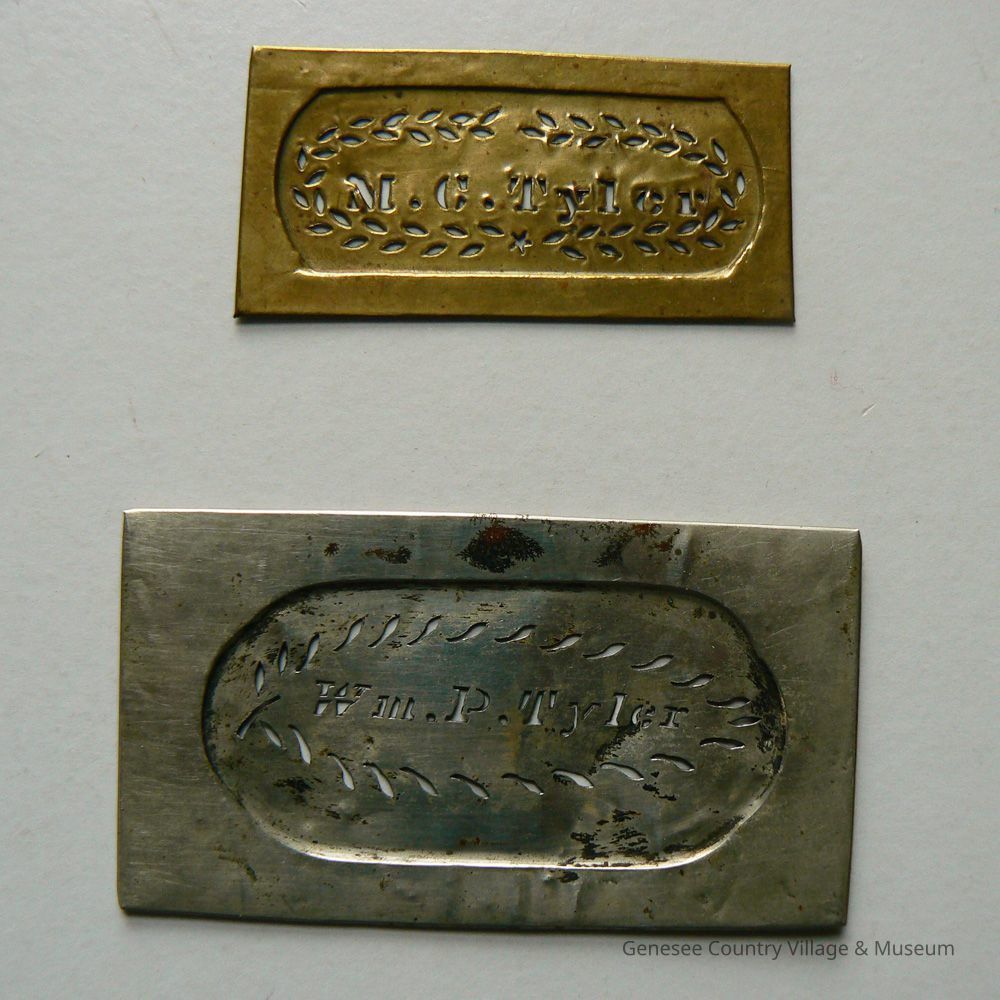 M.C.Tyler
Wm.P.Tyler
Genesee Country Village & Museum